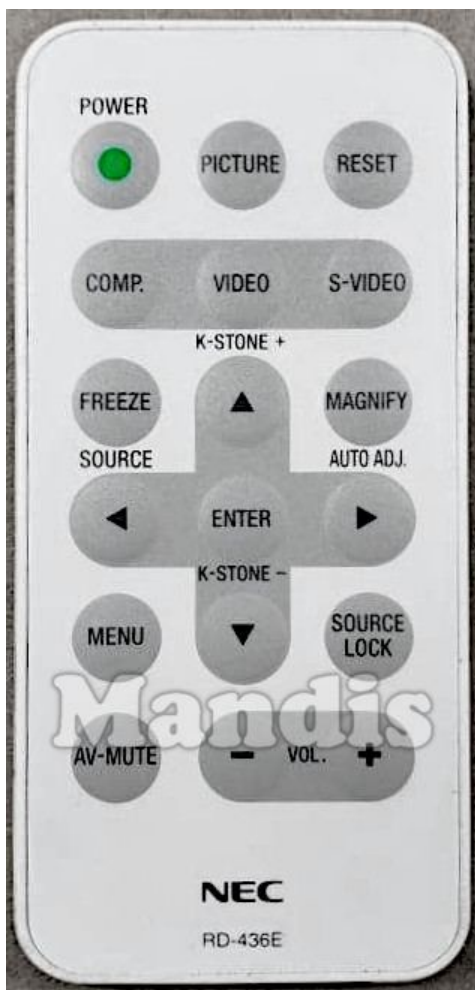 POWER
PICTURE RESET
COMP. VIDEO S-VIDEO
K-STONE +
FREEZE MAGNIFY
SOURCE AUTO ADJ.
ENTER
K-STONE –
MENU SOURCE LOCK
Mandis
AV-MUTE – VOL. +
NEC
RD-436E